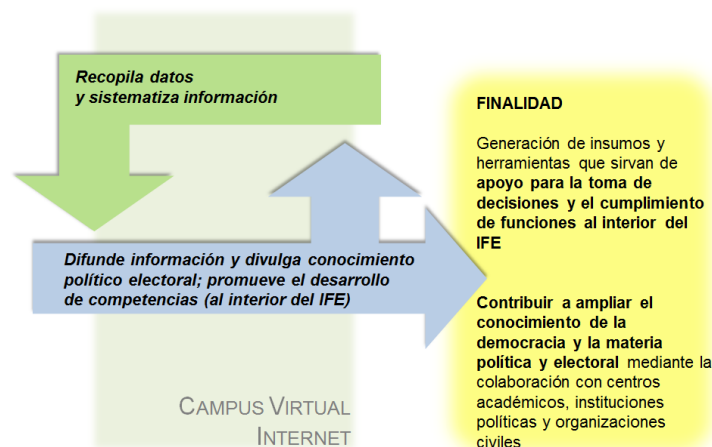 Recopila datos
y sistematiza información
Difunde información y divulga conocimiento
político electoral; promueve el desarrollo
de competencias (al interior del IFE)
CAMPUS VIRTUAL
INTERNET
FINALIDAD
Generación de insumos y
herramientas que sirvan de
apoyo para la toma de
decisiones y el cumplimiento
de funciones al interior del
IFE
Contribuir a ampliar el
conocimiento de la
democracia y la materia
política y electoral mediante la
colaboración con centros
académicos, instituciones
políticas y organizaciones
civiles